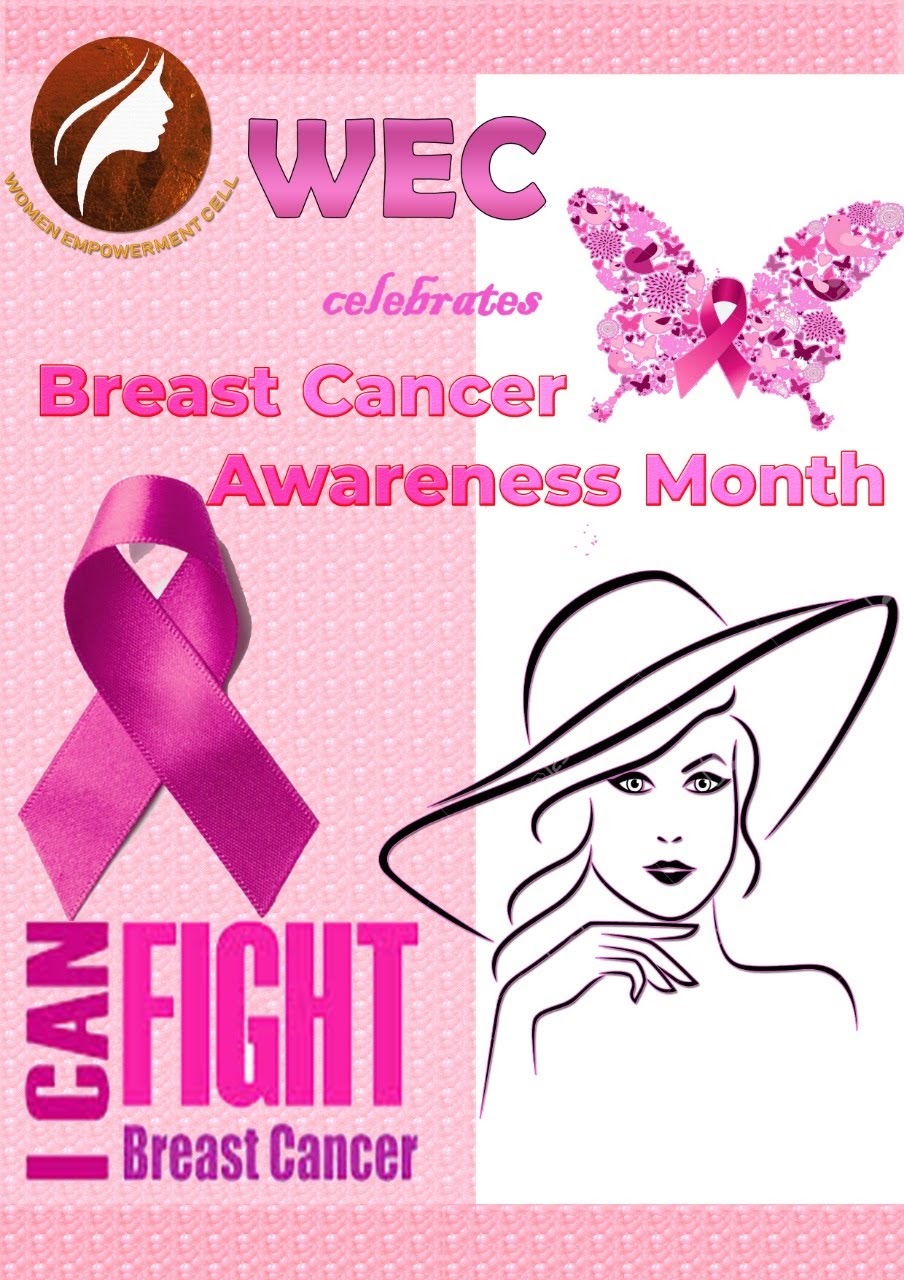 WOMEN EMPOWERMENT CELL
WEC
celebrates
Breast Cancer
Awareness Month
I CAN
FIGHT
Breast Cancer